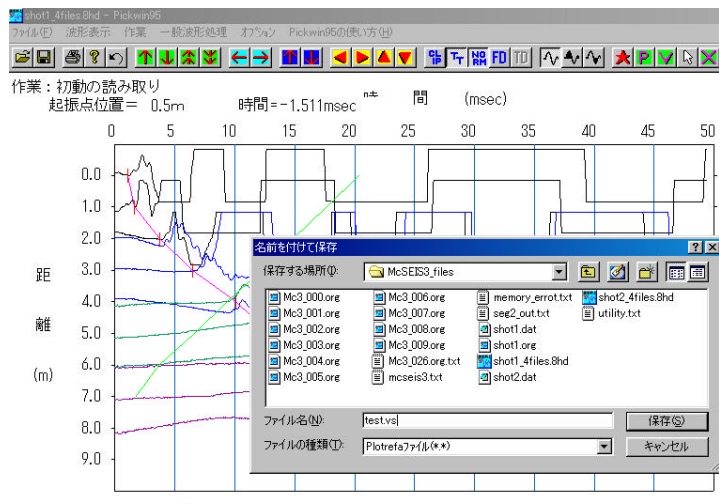 shot1_4files.8hd - Pickwin95
ファイル(F) 波形表示 作業 一般波形処理 オプション Pickwin95の使い方(H)
CLIP TT NORM FD TD P V
作業：初動の読み取り
起振点位置＝ 0.5m 時間=-1.511msec 間 (msec)
0 5 10 15 20 25 30 35 40 45 50
0.0
1.0
2.0
3.0
4.0
5.0
6.0
7.0
8.0
9.0
距
離
(m)
名前を付けて保存
保存する場所(I): McSEIS3_files
Mc3_000.org Mc3_006.org memory_errot.txt shot2_4files.8hd
Mc3_001.org Mc3_007.org seg2_out.txt utility.txt
Mc3_002.org Mc3_008.org shot1.dat
Mc3_003.org Mc3_009.org shot1.org
Mc3_004.org Mc3_026.org.txt shot1_4files.8hd
Mc3_005.org mcseis3.txt shot2.dat
ファイル名(N): test.vs 保存(S)
ファイルの種類(T): Plotrefaファイル(*.*) キャンセル